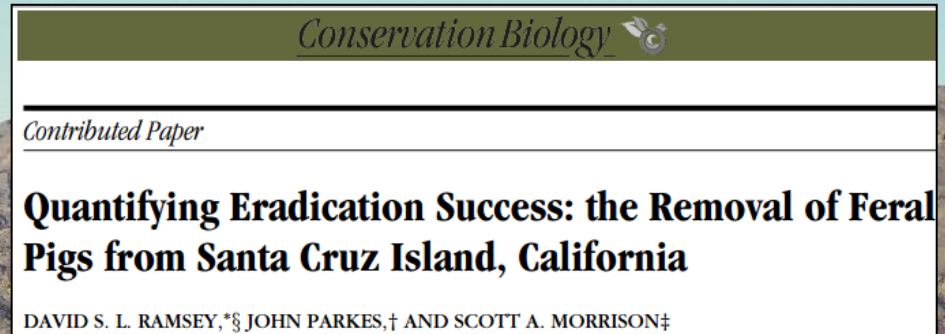 Conservation Biology
Contributed Paper
Quantifying Eradication Success: the Removal of Feral
Pigs from Santa Cruz Island, California
DAVID S. L. RAMSEY,*§ JOHN PARKES,† AND SCOTT A. MORRISON‡